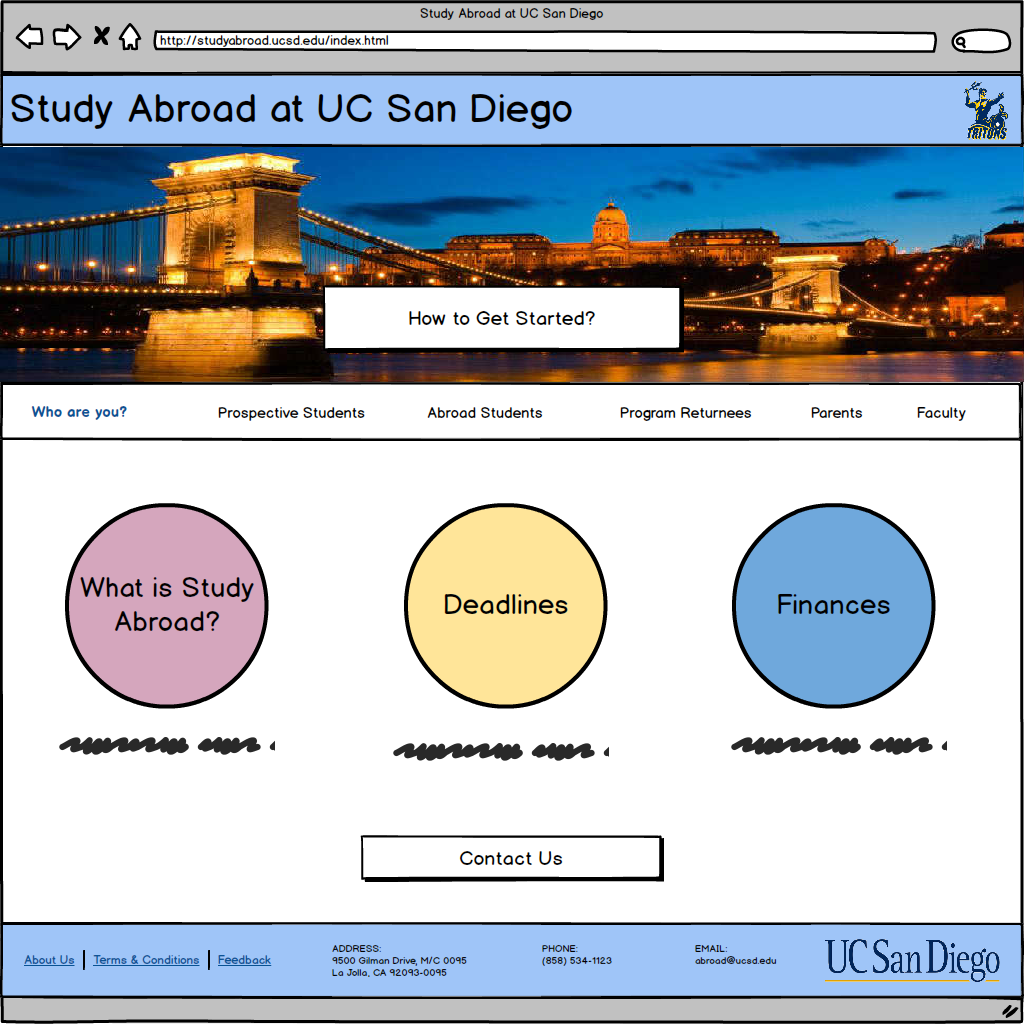 Study Abroad at UC San Diego
http://studyabroad.ucsd.edu/index.html
Study Abroad at UC San Diego
TRITONS
How to Get Started?
Who are you?
Prospective Students
Abroad Students
Program Returnees
Parents
Faculty
What is Study
Abroad?
Deadlines
Finances
Contact Us
About Us
Terms & Conditions
Feedback
ADDRESS:
9500 Gilman Drive, M/C 0095
La Jolla, CA 92093-0095
PHONE:
(858) 534-1123
EMAIL:
abroad@ucsd.edu
UC San Diego